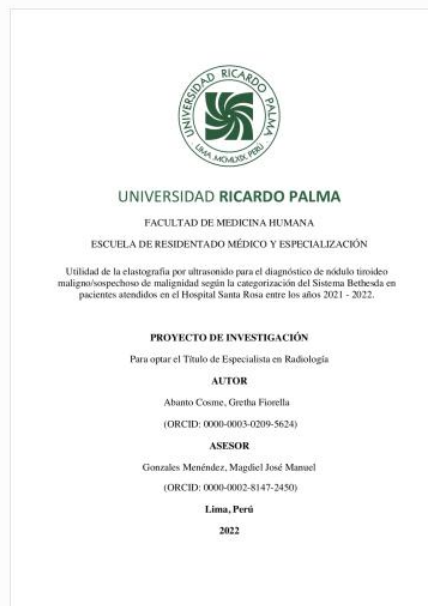 UNIVERSIDAD RICARDO PALMA
LIMA MCMLXIX PERÚ
UNIVERSIDAD RICARDO PALMA
FACULTAD DE MEDICINA HUMANA
ESCUELA DE RESIDENTADO MÉDICO Y ESPECIALIZACIÓN
Utilidad de la elastografia por ultrasonido para el diagnóstico de nódulo tiroideo
maligno/sospechoso de malignidad según la categorización del Sistema Bethesda en
pacientes atendidos en el Hospital Santa Rosa entre los años 2021 - 2022.
PROYECTO DE INVESTIGACIÓN
Para optar el Título de Especialista en Radiología
AUTOR
Abanto Cosme, Gretha Fiorella
(ORCID: 0000-0003-0209-5624)
ASESOR
Gonzales Menéndez, Magdiel José Manuel
(ORCID: 0000-0002-8147-2450)
Lima, Perú
2022